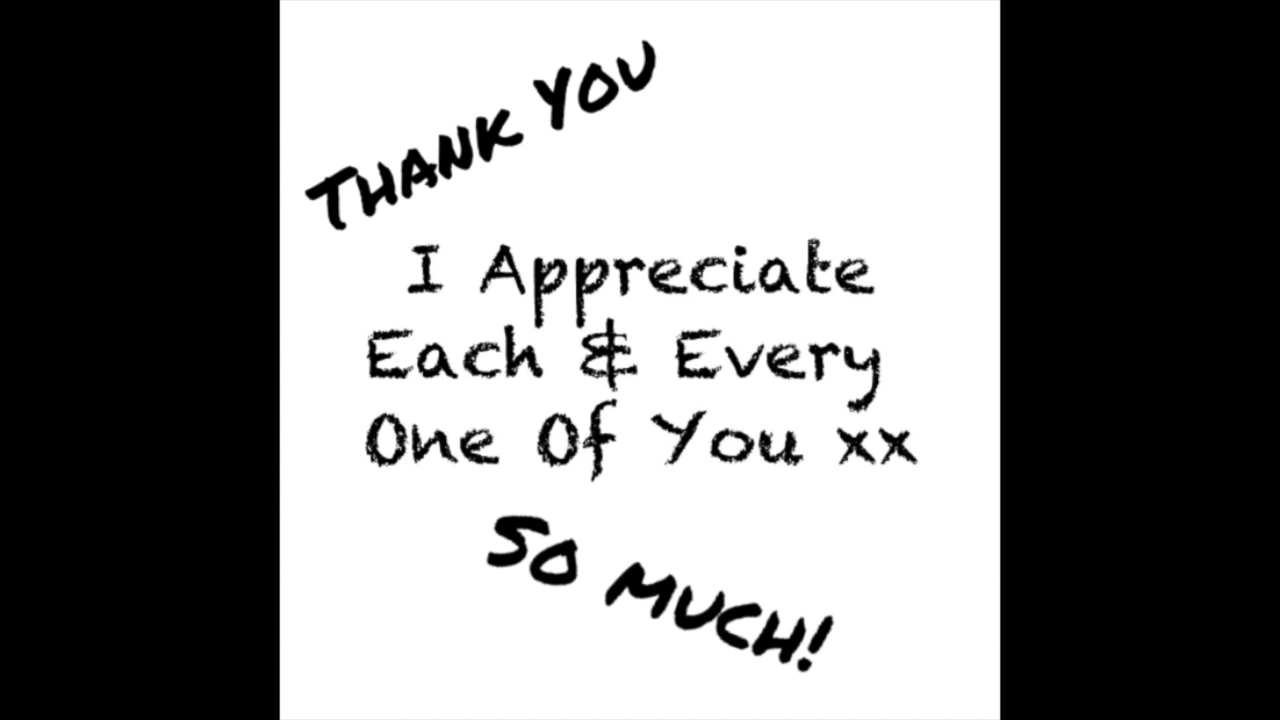 THANK YOU
I Appreciate
Each & Every
One Of You xx
SO MUCH!